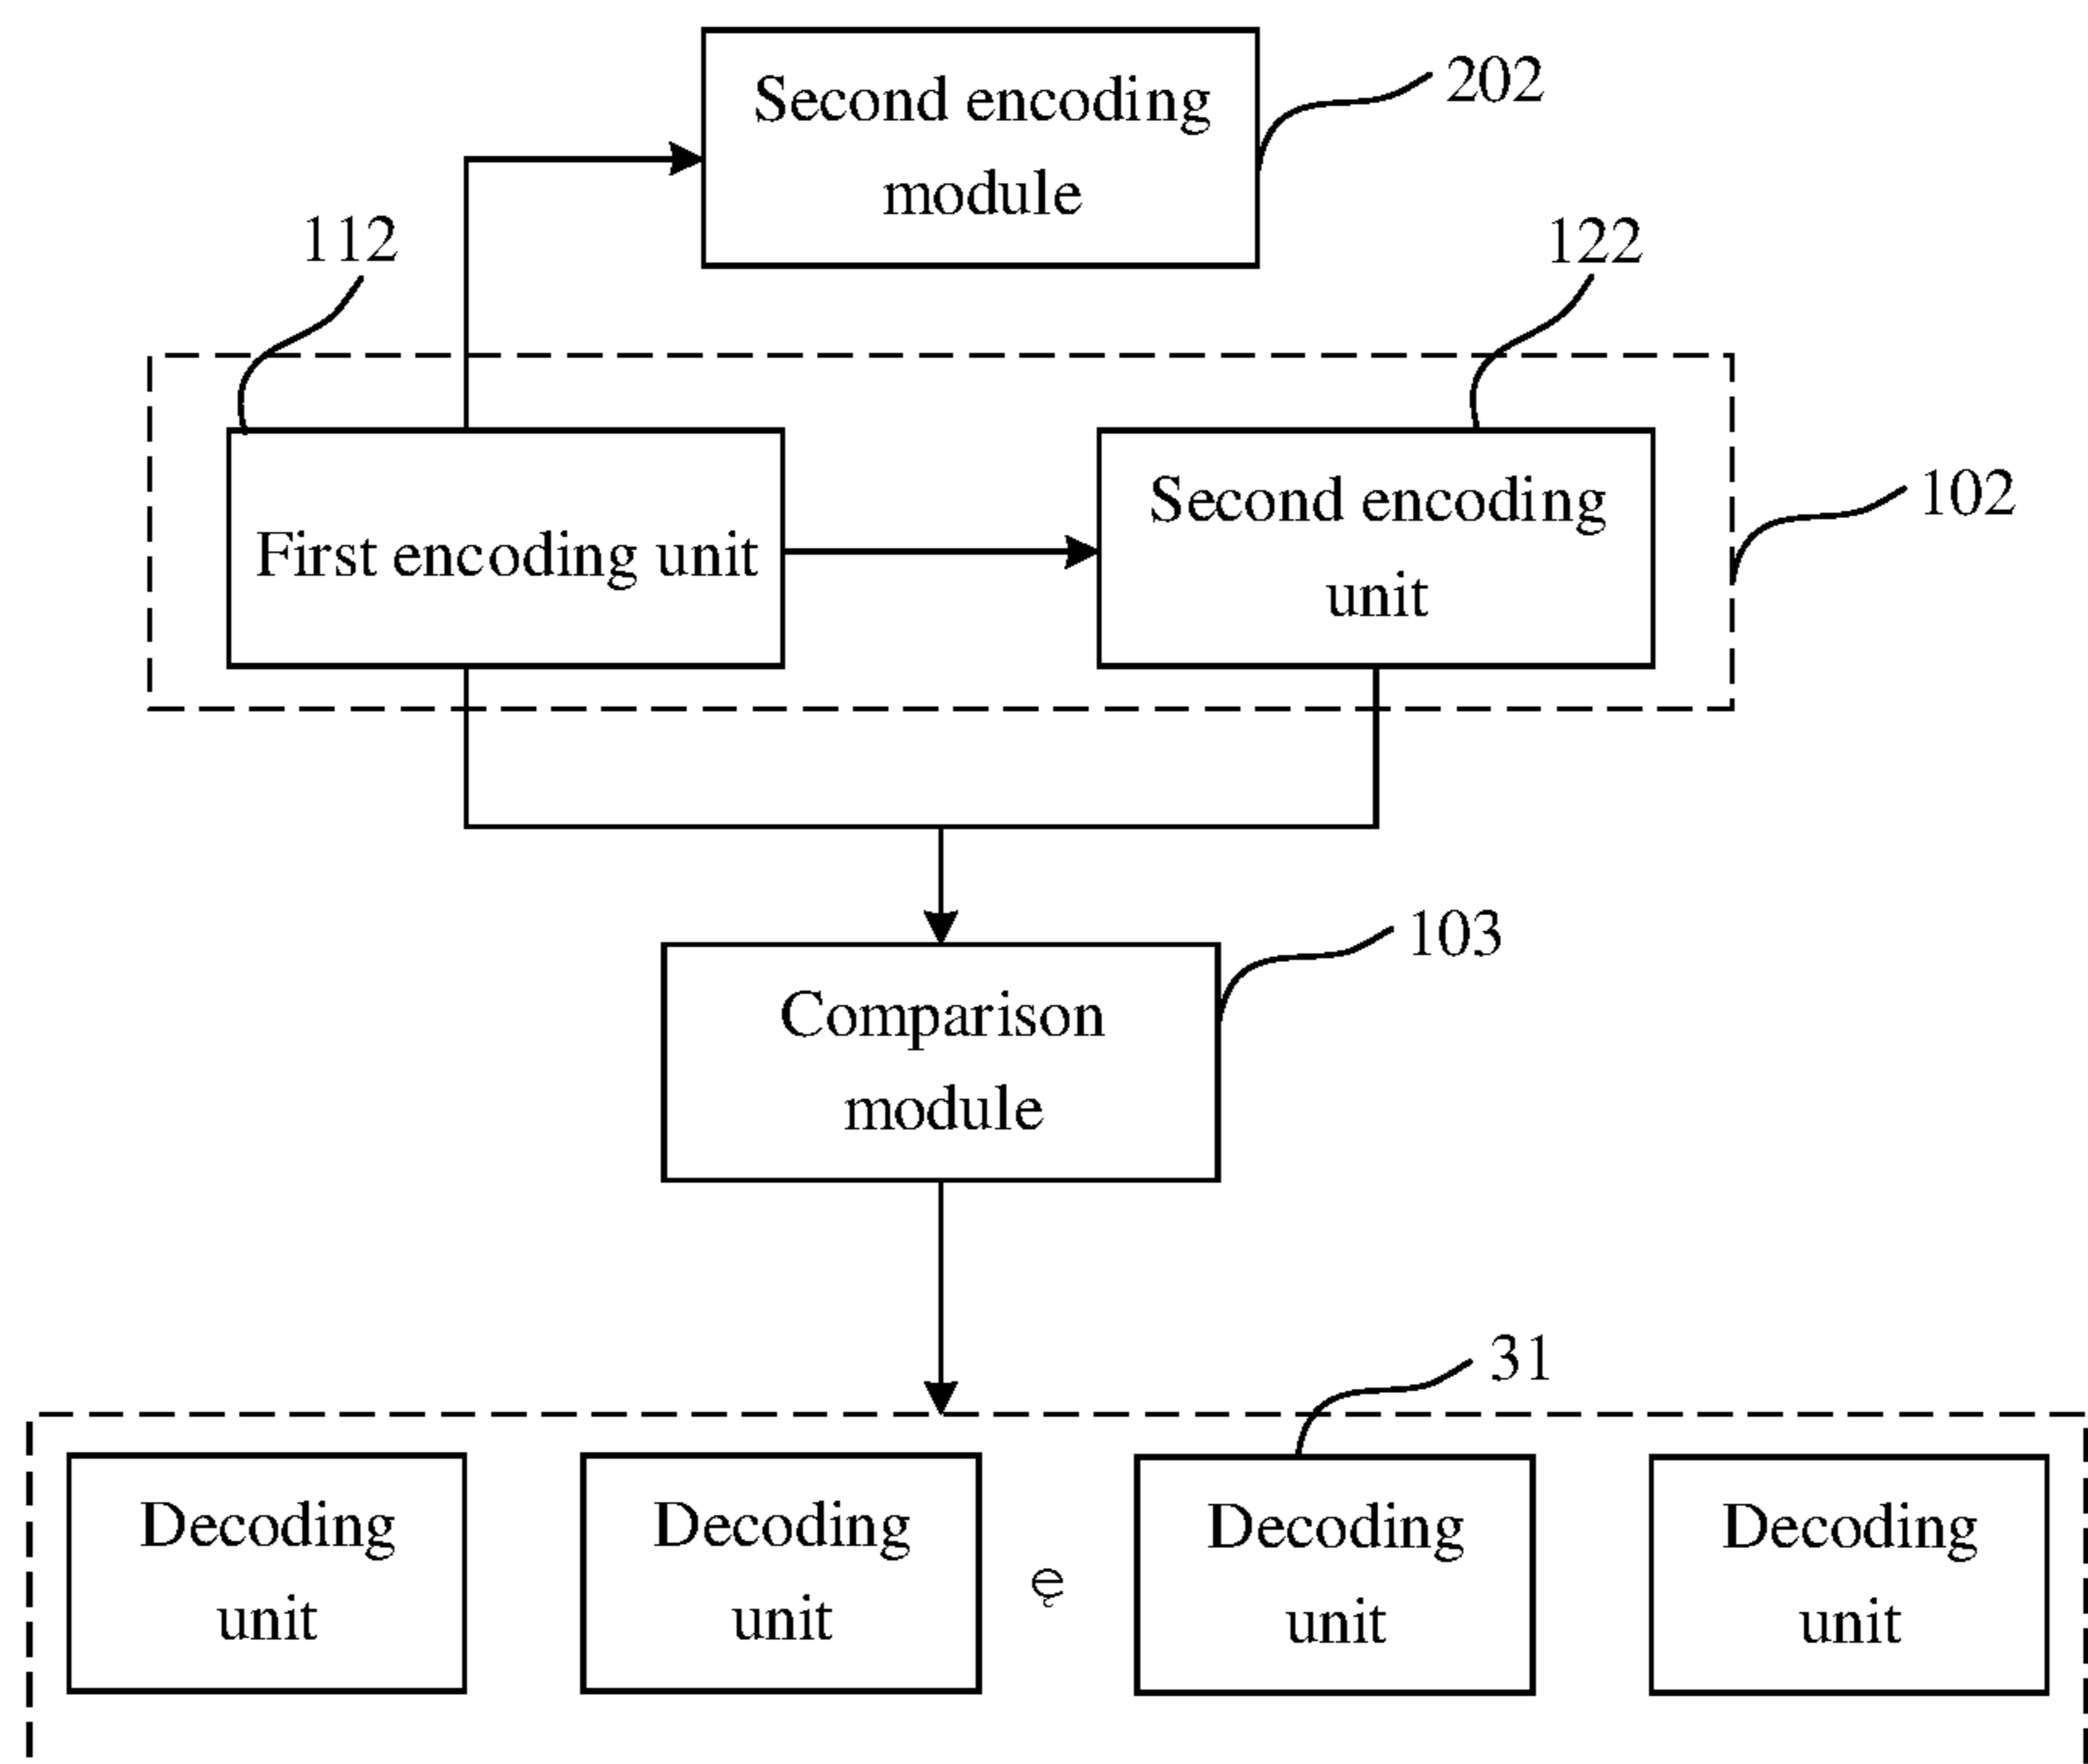 Second encoding
module
202
112
122
First encoding unit
Second encoding
unit
102
Comparison
module
103
31
Decoding
unit
Decoding
unit
ę
Decoding
unit
Decoding
unit